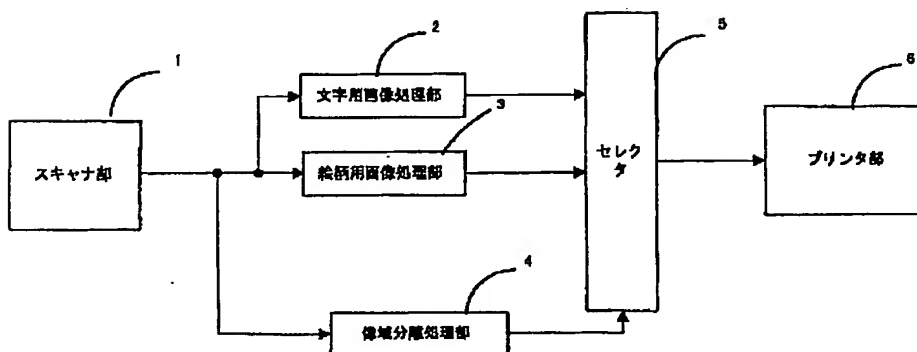 1
スキャナ部
2
文字用画像処理部
3
絵柄用画像処理部
4
像域分離処理部
5
セレク
タ
6
プリンタ部